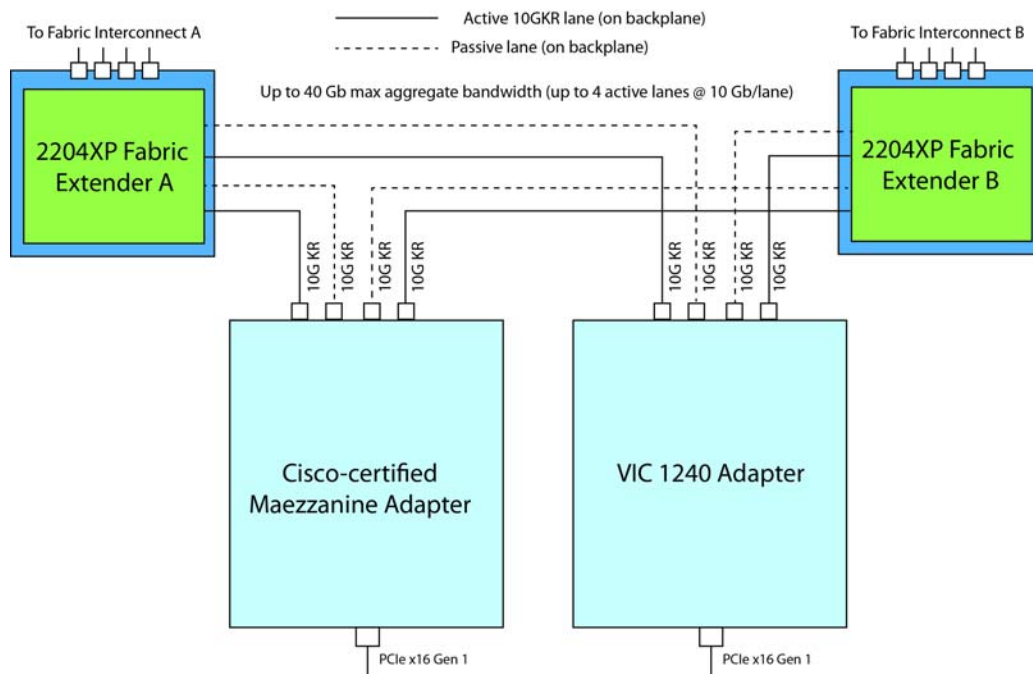 Active 10GKR lane (on backplane)
To Fabric Interconnect A
Passive lane (on backplane)
To Fabric Interconnect B
Up to 40 Gb max aggregate bandwidth (up to 4 active lanes @ 10 Gb/lane)
2204XP Fabric
Extender A
2204XP Fabric
Extender B
10G KR
10G KR
10G KR
10G KR
10G KR
10G KR
10G KR
10G KR
Cisco-certified
Maezzanine Adapter
VIC 1240 Adapter
PCIe x16 Gen 1
PCIe x16 Gen 1